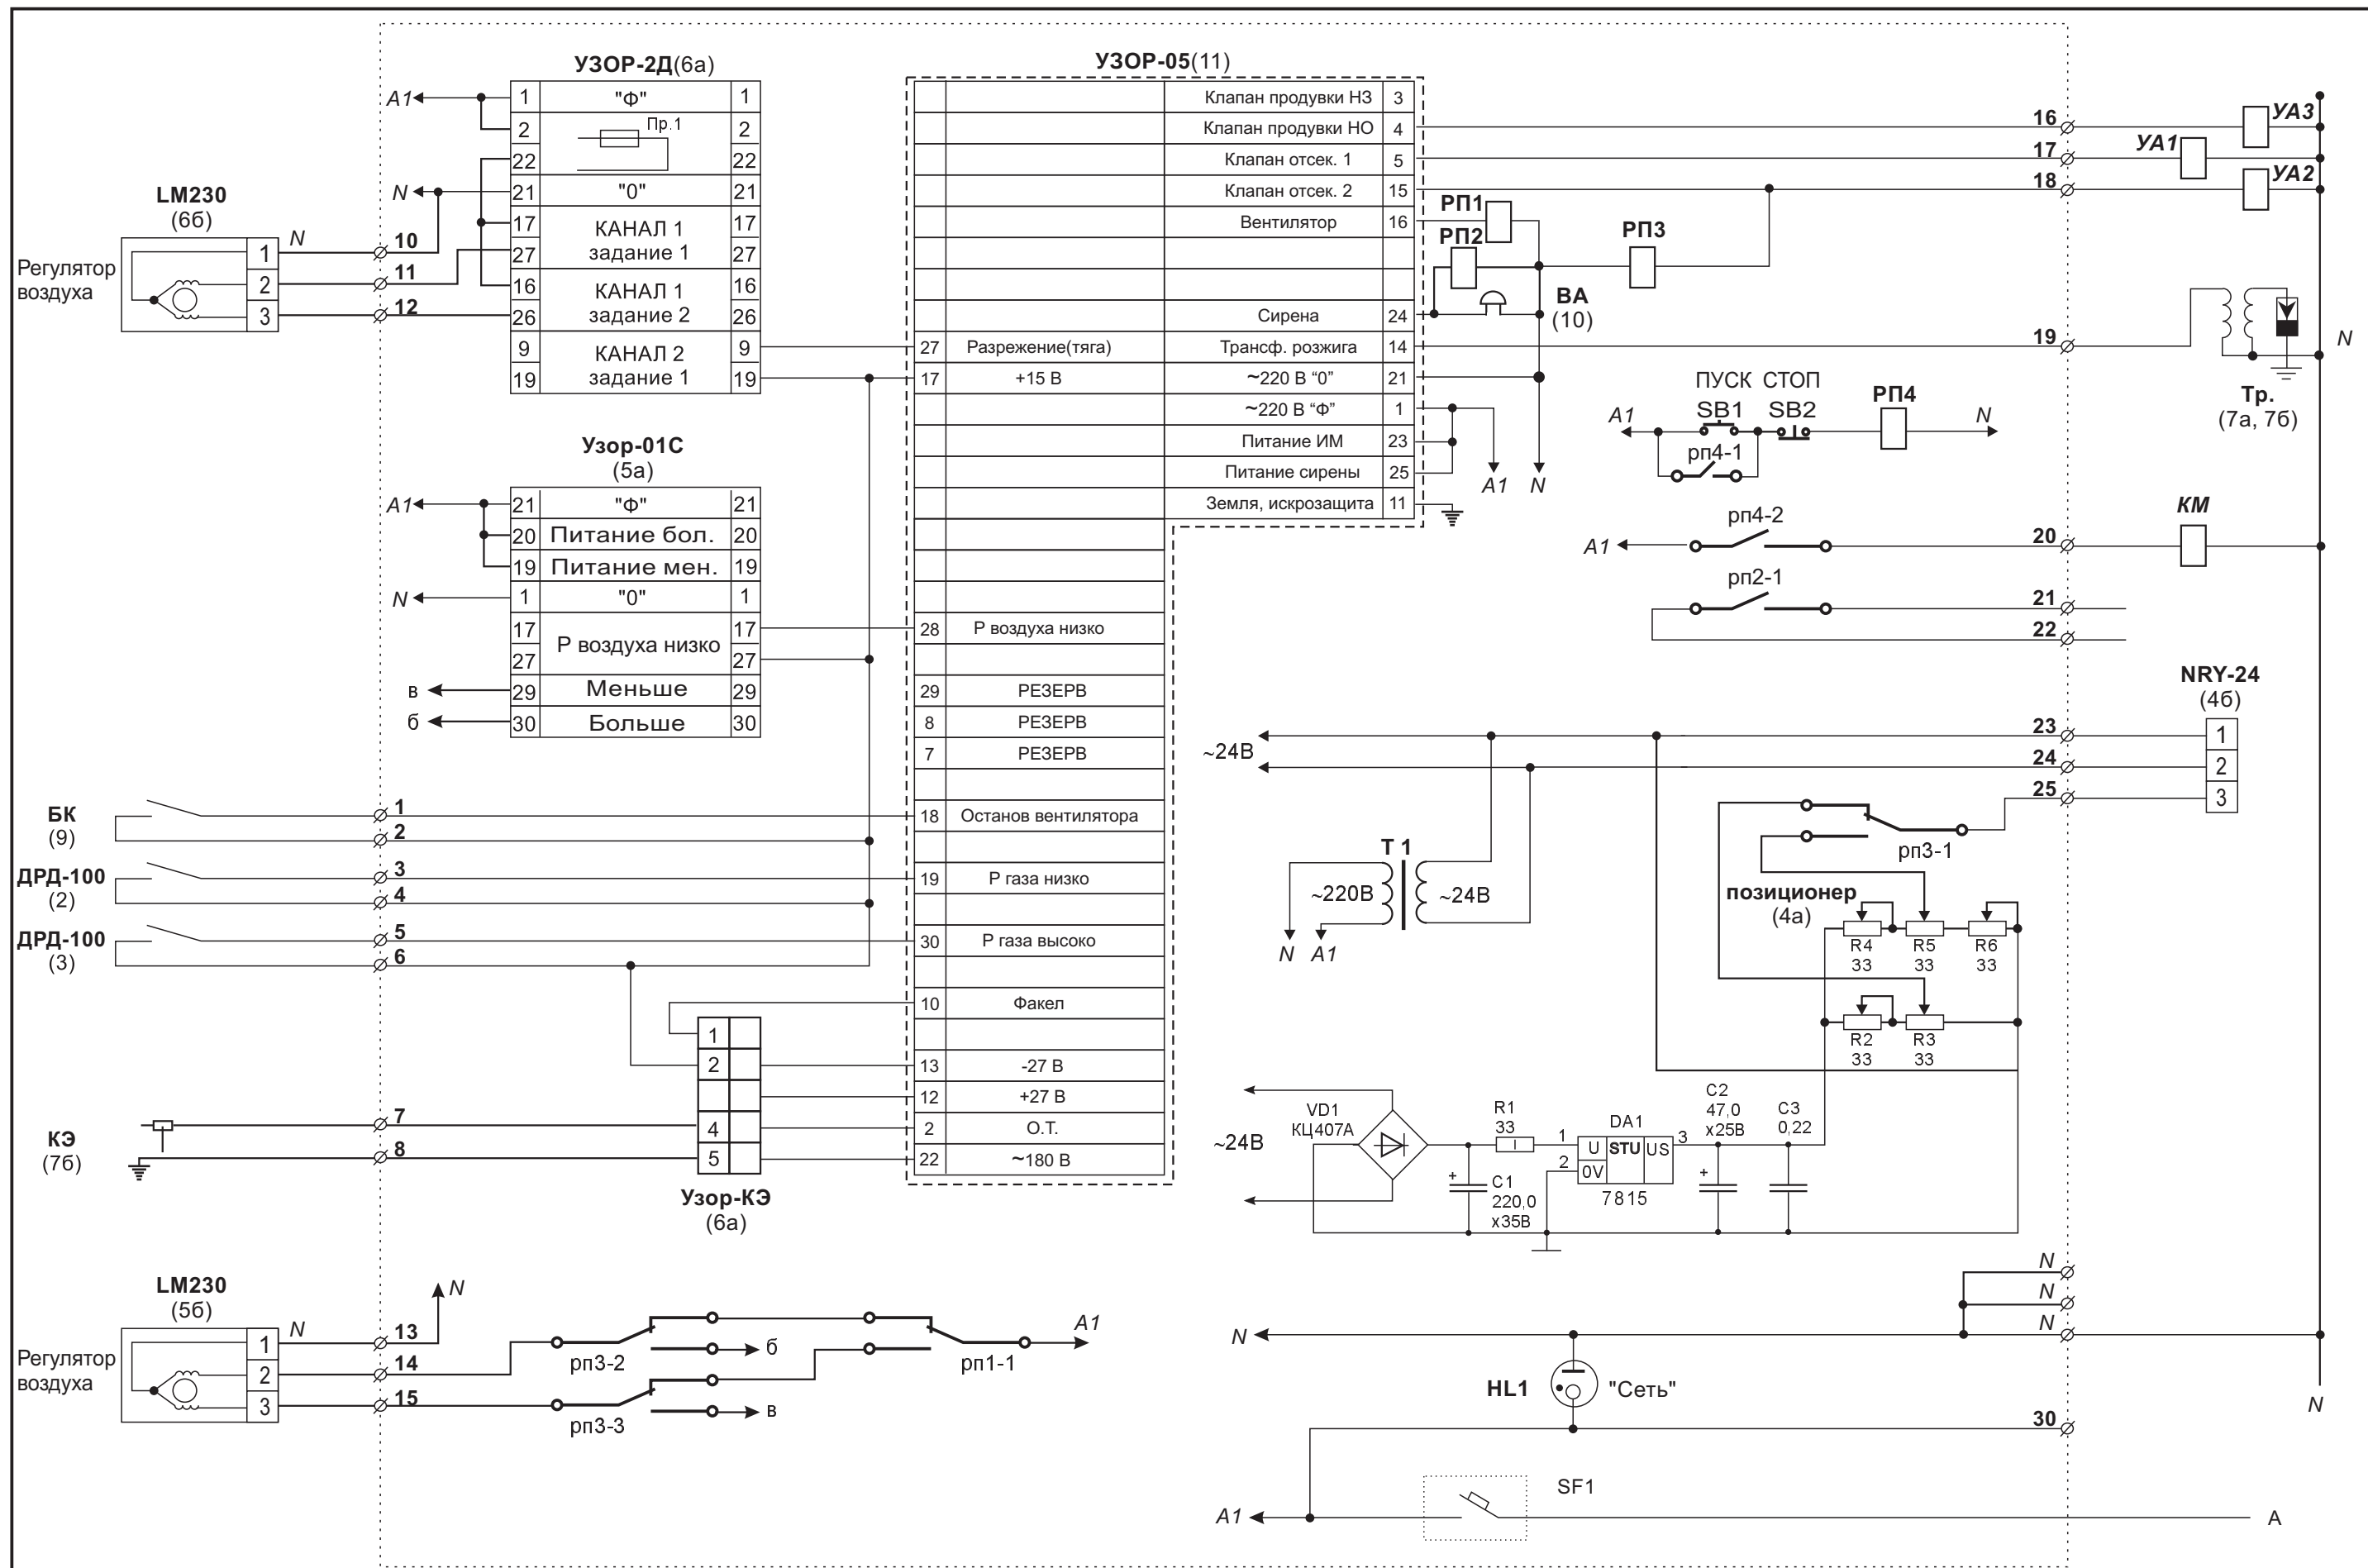 УЗОР-2Д(6а)
А1
1 "Ф" 1
2 Пр.1 2
22 22
N 21 "0" 21
17 КАНАЛ 1 17
27 задание 1 27
16 КАНАЛ 1 16
26 задание 2 26
9 КАНАЛ 2 9
19 задание 1 19
LM230
(6б)
Регулятор
воздуха
1 N 10
2 11
3 12
Узор-01С
(5а)
А1 21 "Ф" 21
20 Питание бол. 20
19 Питание мен. 19
N 1 "0" 1
17 Р воздуха низко 17
27 27
в 29 Меньше 29
б 30 Больше 30
БК
(9)
1
2
ДРД-100
(2)
3
4
ДРД-100
(3)
5
6
КЭ
(7б)
7
8
1
2
4
5
Узор-КЭ
(6а)
УЗОР-05(11)
Клапан продувки НЗ 3
Клапан продувки НО 4
Клапан отсек. 1 5
Клапан отсек. 2 15
Вентилятор 16
Сирена 24
27 Разрежение(тяга) Трансф. розжига 14
17 +15 В ~220 В “0” 21
~220 В “Ф” 1
Питание ИМ 23
Питание сирены 25
Земля, искрозащита 11
28 Р воздуха низко
29 РЕЗЕРВ
8 РЕЗЕРВ
7 РЕЗЕРВ
18 Останов вентилятора
19 Р газа низко
30 Р газа высоко
10 Факел
13 -27 В
12 +27 В
2 О.Т.
22 ~180 В
РП1
РП2
РП3
ВА
(10)
А1 N
16 УА3
17 УА1
18 УА2
19
N
Тр.
(7а, 7б)
ПУСК СТОП
SB1 SB2 РП4
А1 N
рп4-1
рп4-2
А1 20 КМ
рп2-1
21
22
NRY-24
(4б)
~24В
23 1
24 2
25 3
рп3-1
Т 1
~220В ~24В
N А1
позиционер
(4а)
R4 R5 R6
33 33 33
R2 R3
33 33
~24В
VD1
КЦ407А
R1
33
C1
220,0
х35В
+
DA1
1 U STU US 3
2 0V
7815
C2
47,0
х25В
+
C3
0,22
LM230
(5б)
Регулятор
воздуха
1 N 13 N
2 14
3 15
рп3-2 б
рп3-3 в
рп1-1 А1
N
N
N N
HL1 "Сеть"
N
30
SF1
А1 А